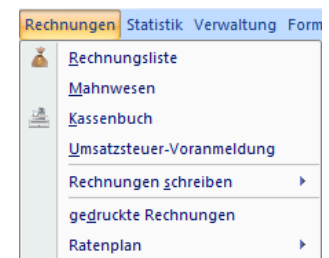 Rechnungen Statistik Verwaltung Form
Rechnungsliste
Mahnwesen
Kassenbuch
Umsatzsteuer-Voranmeldung
Rechnungen schreiben
gedruckte Rechnungen
Ratenplan